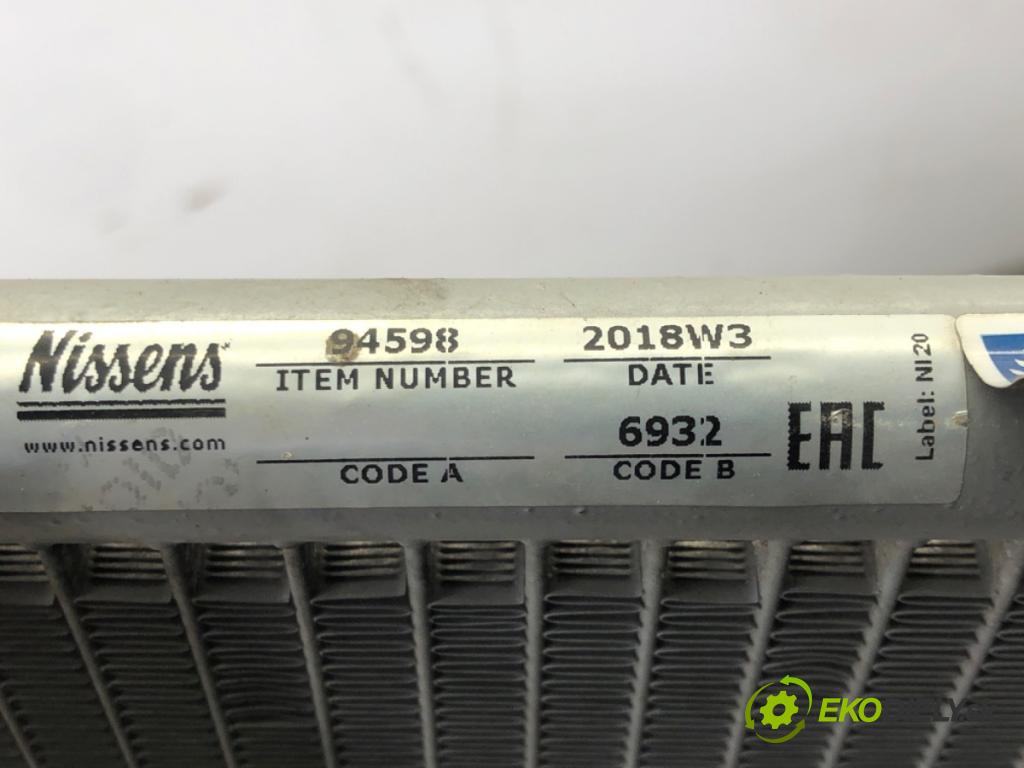 Nissens
www.nissens.com
94598
ITEM NUMBER
CODE A
2018W3
DATE
6932
CODE B
EAC
Label: NI20